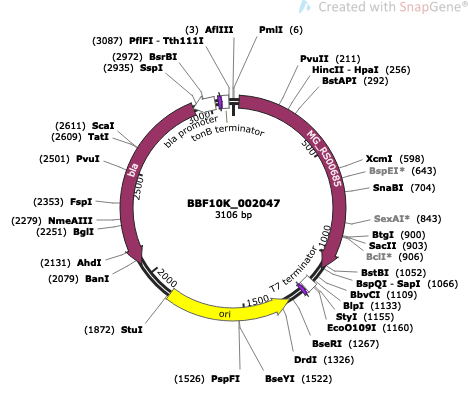 Created with SnapGene®
(3) AflIII
PmlI (6)
(3087) PflFI - Tth111I
(2972) BsrBI
(2935) SspI
PvuII (211)
HincII - HpaI (256)
BstAPI (292)
bla promoter
tonB terminator
3000
500
MG_RS00685
(2611) ScaI
(2609) TatI
(2501) PvuI
bla
2500
XcmI (598)
BspEI* (643)
SnaBI (704)
BBF10K_002047
3106 bp
(2353) FspI
(2279) NmeAIII
(2251) BglI
SexAI* (843)
BtgI (900)
SacII (903)
BclI* (906)
1000
(2131) AhdI
(2079) BanI
2000
T7 terminator
BstBI (1052)
BspQI - SapI (1066)
BbvCI (1109)
BlpI (1133)
StyI (1155)
EcoO109I (1160)
1500
ori
(1872) StuI
BseRI (1267)
DrdI (1326)
(1526) PspFI
BseYI (1522)